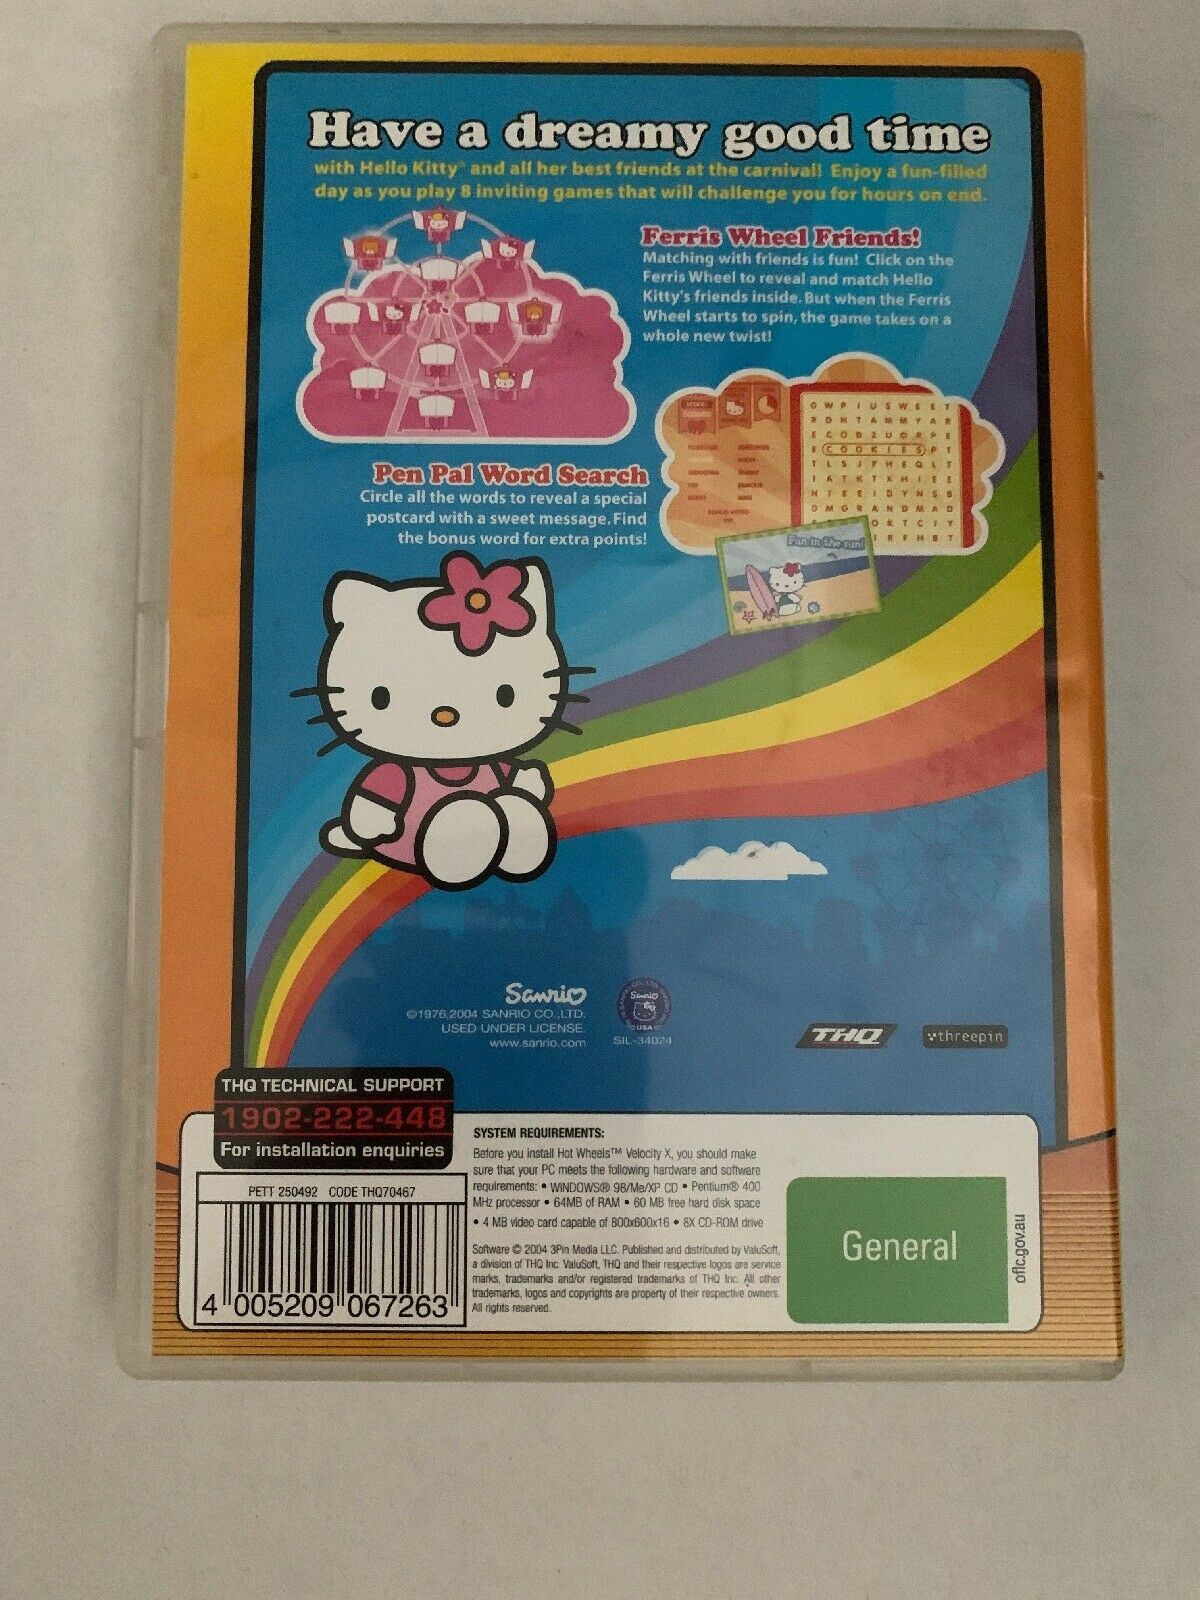 Have a dreamy good time
with Hello Kitty® and all her best friends at the carnival! Enjoy a fun-filled
day as you play 8 inviting games that will challenge you for hours on end.
Ferris Wheel Friends!
Matching with friends is fun! Click on the
Ferris Wheel to reveal and match Hello
Kitty's friends inside. But when the Ferris
Wheel starts to spin, the game takes on a
whole new twist!
Pen Pal Word Search
Circle all the words to reveal a special
postcard with a sweet message. Find
the bonus word for extra points!
GWPIUSWEET
COOKIES
Fun in the sun!
Sanrio
©1976,2004 SANRIO CO.,LTD.
USED UNDER LICENSE.
www.sanrio.com
Sanrio
USA
SIL-34024
THQ
threepin
THQ TECHNICAL SUPPORT
1902-222-448
For installation enquiries
PETT 250492 CODE THQ70467
4 005209 067263
SYSTEM REQUIREMENTS:
Before you install Hot Wheels™ Velocity X, you should make
sure that your PC meets the following hardware and software
requirements: • WINDOWS® 98/Me/XP CD • Pentium® 400
MHz processor • 64MB of RAM • 60 MB free hard disk space
• 4 MB video card capable of 800x600x16 • 8X CD-ROM drive
Software © 2004 3Pin Media LLC. Published and distributed by ValuSoft,
a division of THQ Inc. ValuSoft, THQ and their respective logos are service
marks, trademarks and/or registered trademarks of THQ Inc. All other
trademarks, logos and copyrights are property of their respective owners.
All rights reserved.
General
oflc.gov.au